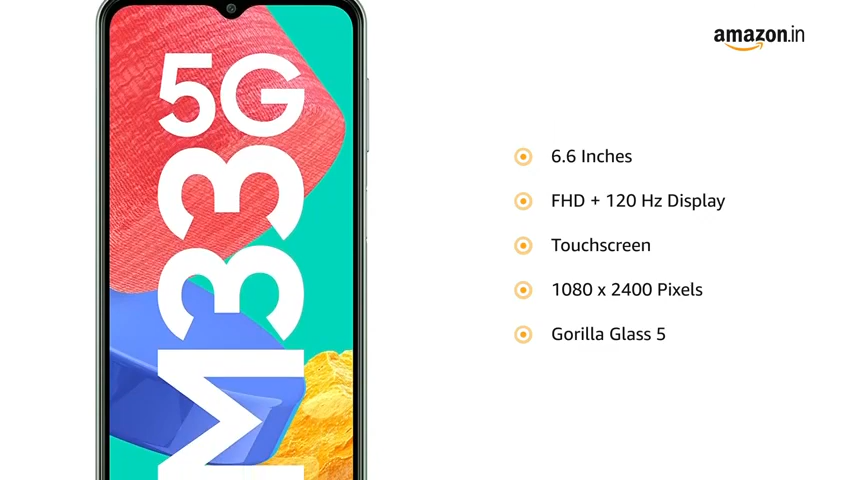 amazon.in
5G
M33
6.6 Inches
FHD + 120 Hz Display
Touchscreen
1080 x 2400 Pixels
Gorilla Glass 5